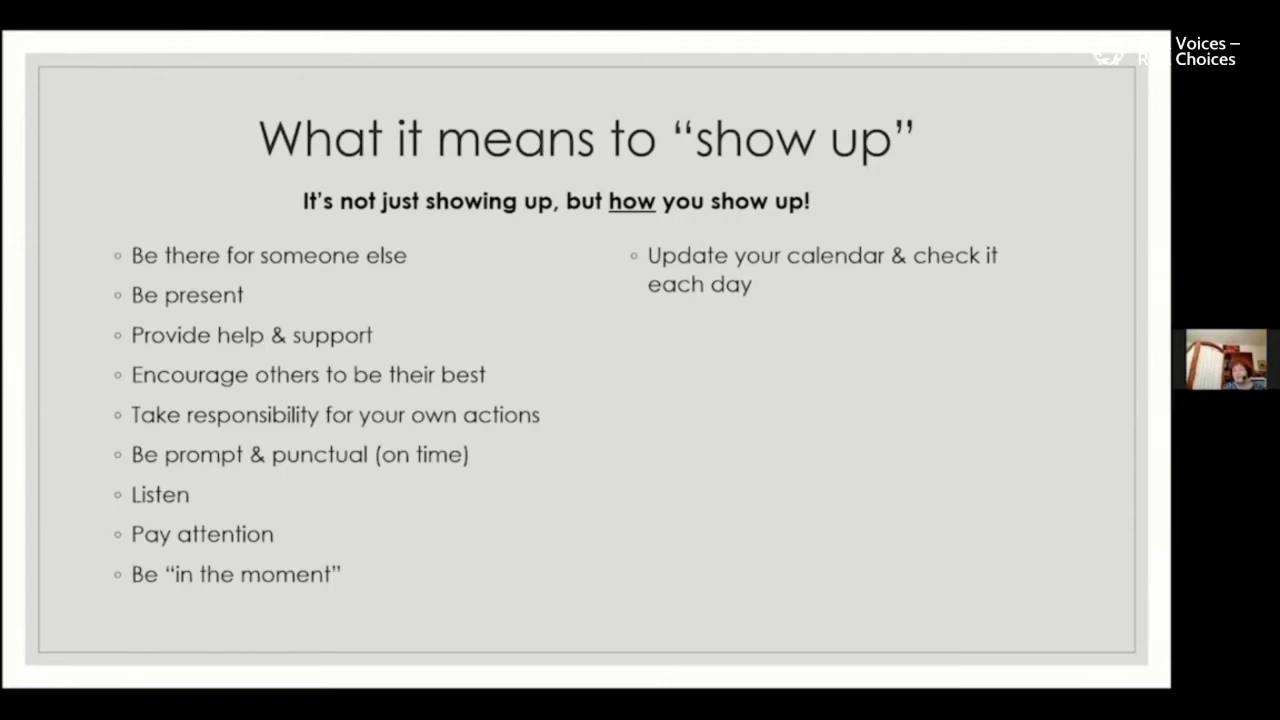 Voices –
Choices
What it means to “show up”
It's not just showing up, but how you show up!
◦ Be there for someone else
◦ Be present
◦ Provide help & support
◦ Encourage others to be their best
◦ Take responsibility for your own actions
◦ Be prompt & punctual (on time)
◦ Listen
◦ Pay attention
◦ Be “in the moment”
◦ Update your calendar & check it
each day